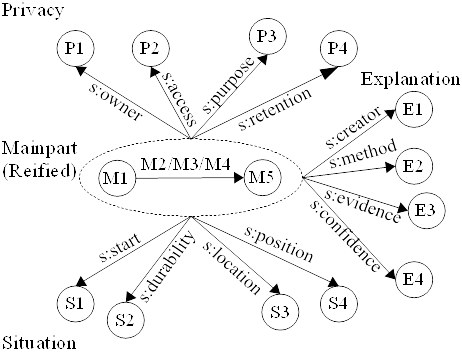 Privacy
P1
P2
P3
P4
s:owner
s:access
s:purpose
s:retention
Explanation
Mainpart
(Reified)
M1
M2/M3/M4
M5
s:creator
s:method
s:evidence
s:confidence
E1
E2
E3
E4
s:start
s:durability
s:location
s:position
S1
S2
S3
S4
Situation